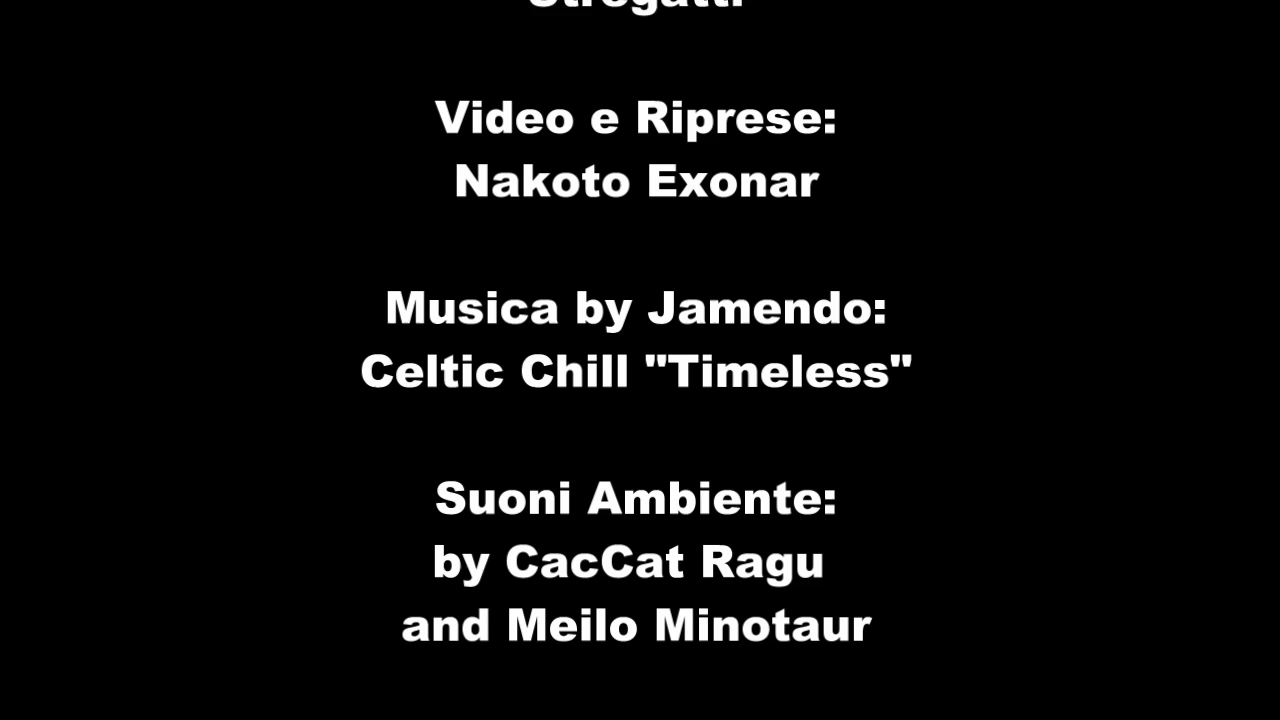 Video e Riprese:
Nakoto Exonar
Musica by Jamendo:
Celtic Chill "Timeless"
Suoni Ambiente:
by CacCat Ragu
and Meilo Minotaur